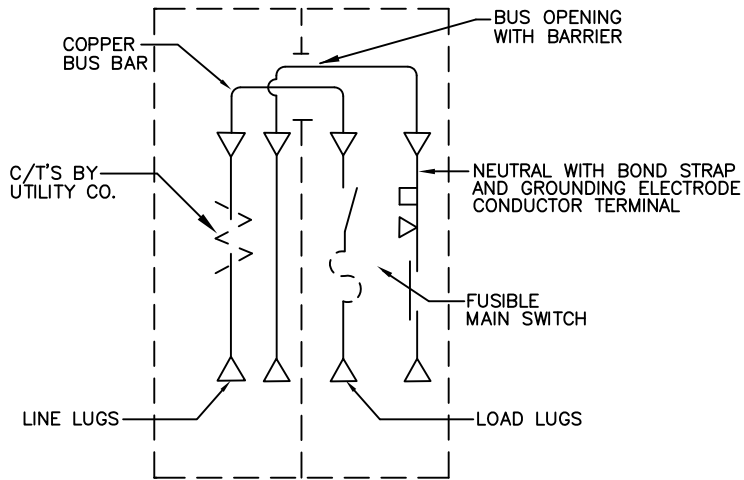 BUS OPENING
WITH BARRIER
COPPER
BUS BAR
C/T'S BY
UTILITY CO.
NEUTRAL WITH BOND STRAP
AND GROUNDING ELECTRODE
CONDUCTOR TERMINAL
FUSIBLE
MAIN SWITCH
LINE LUGS
LOAD LUGS